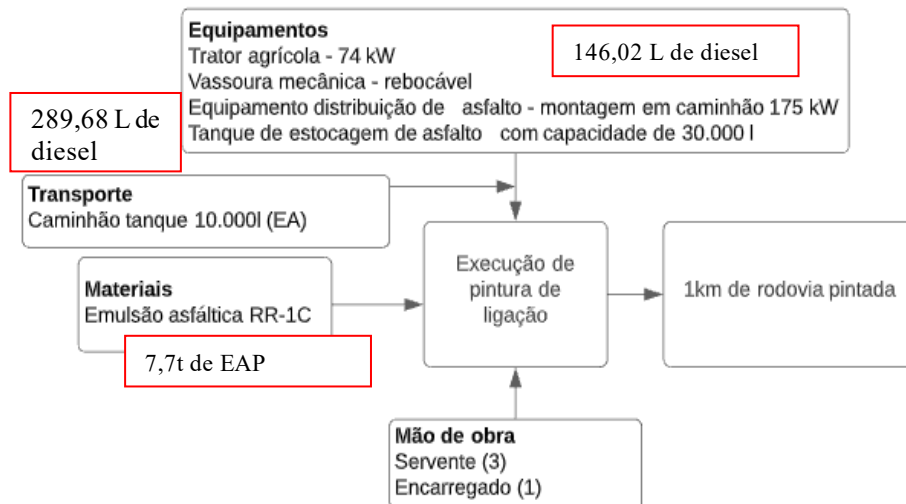 Equipamentos
Trator agrícola - 74 kW
Vassoura mecânica - rebocável
Equipamento distribuição de asfalto - montagem em caminhão 175 kW
Tanque de estocagem de asfalto com capacidade de 30.000 l
146,02 L de diesel
289,68 L de
diesel
Transporte
Caminhão tanque 10.000l (EA)
Materiais
Emulsão asfáltica RR-1C
7,7t de EAP
Execução de
pintura de
ligação
1km de rodovia pintada
Mão de obra
Servente (3)
Encarregado (1)